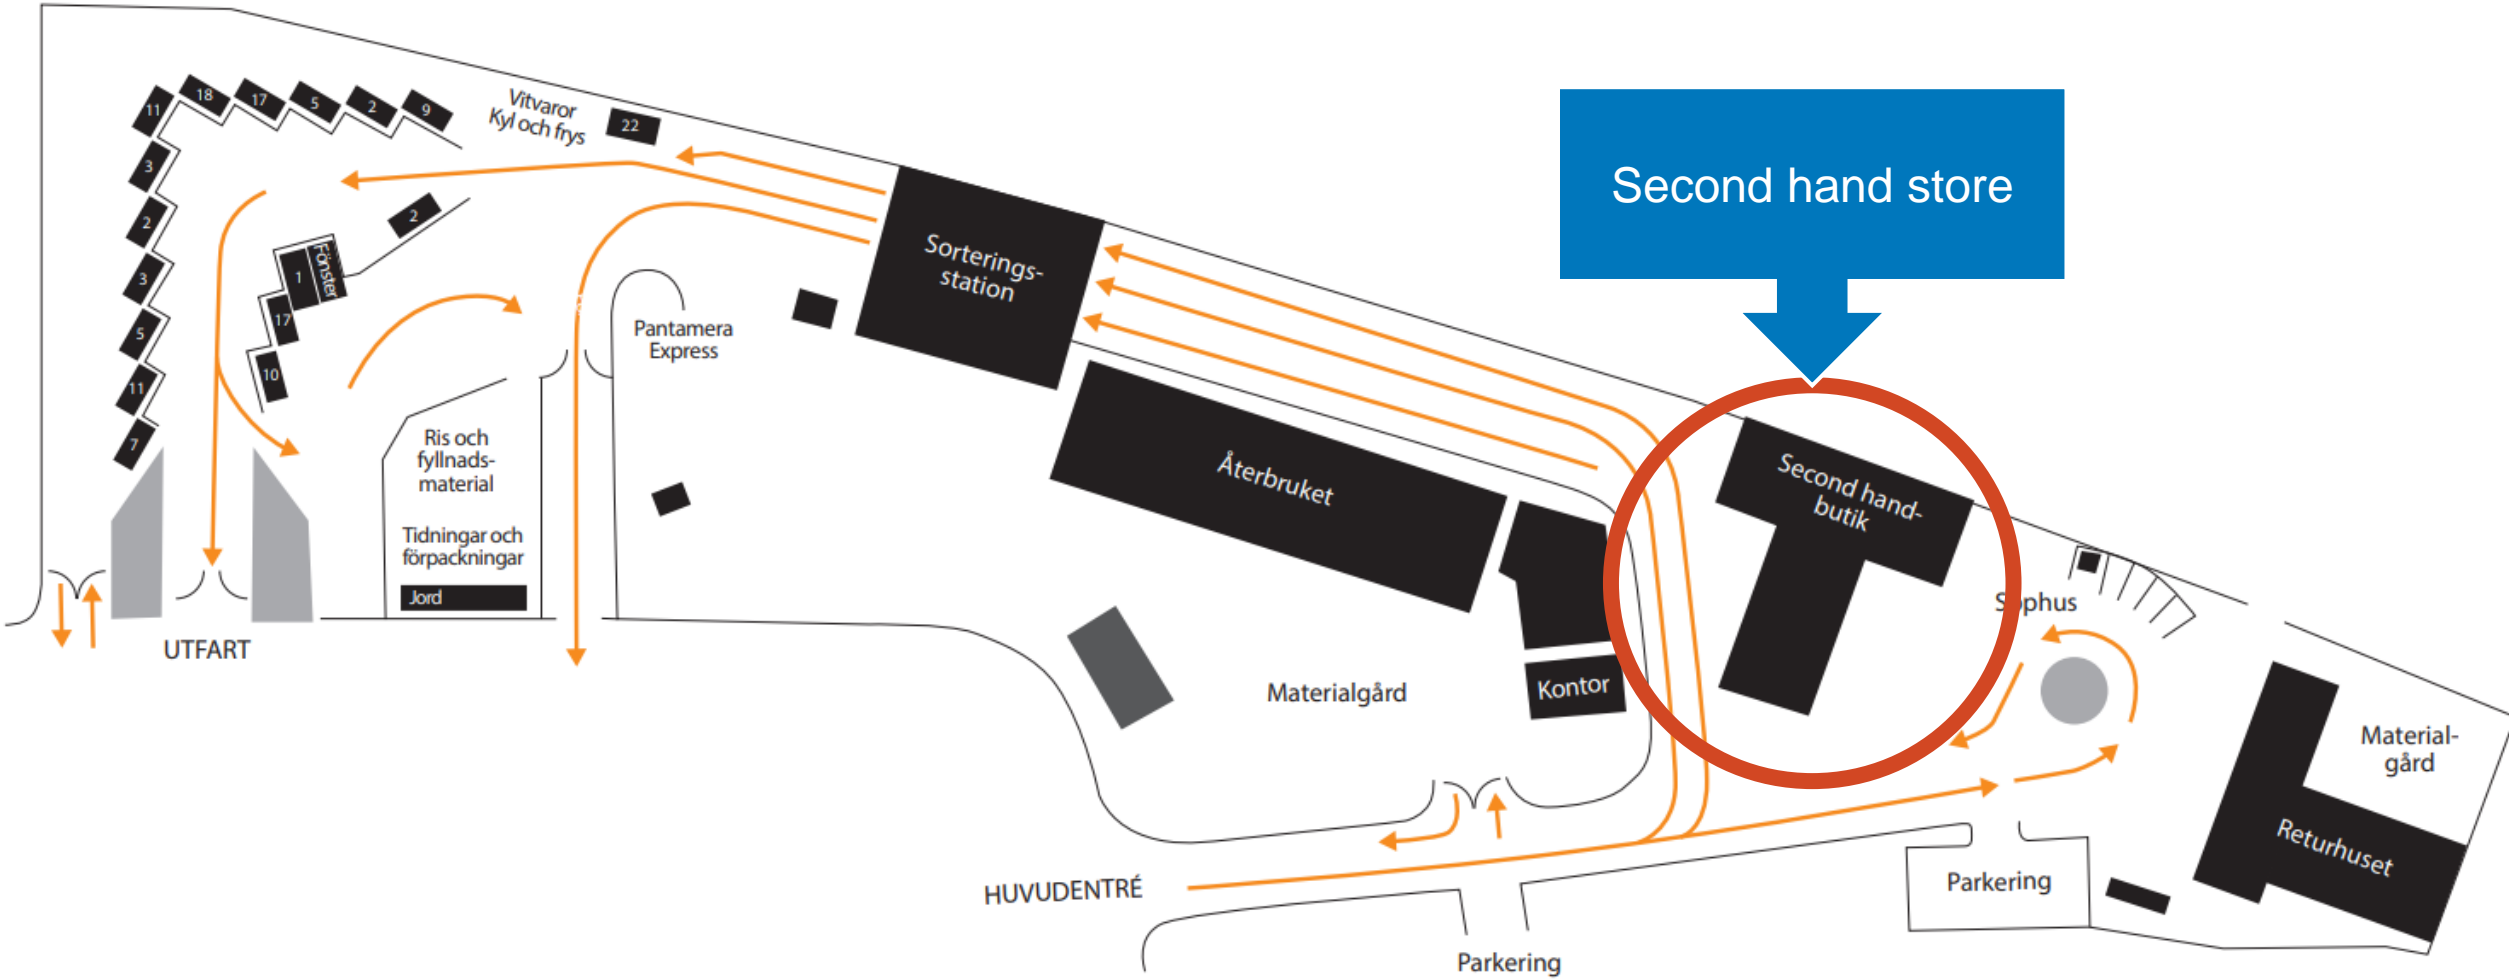 11
18
17
5
2
9
Vitvaror
Kyl och frys
22
3
2
3
5
11
7
2
1
Fönster
17
10
Pantamera
Express
Sorterings-
station
Second hand store
Återbruket
Second hand-
butik
Ris och
fyllnads-
material
Tidningar och
förpackningar
Jord
UTFART
Materialgård
Kontor
Sophus
Material-
gård
Returhuset
HUVUDENTRÉ
Parkering
Parkering